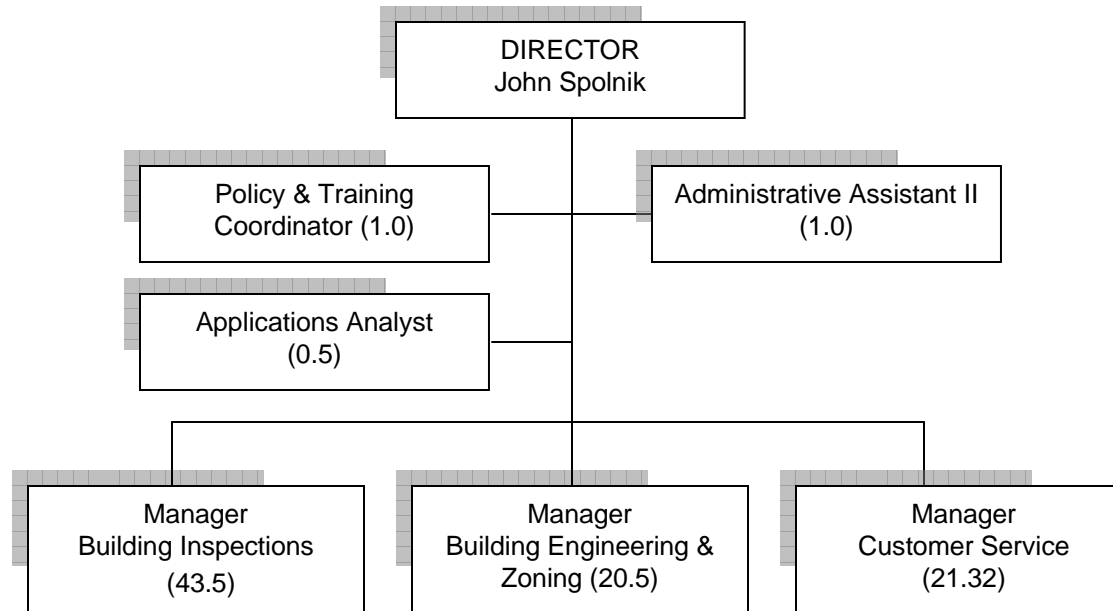 DIRECTOR
John Spolnik
Policy & Training
Coordinator (1.0)
Administrative Assistant II
(1.0)
Applications Analyst
(0.5)
Manager
Building Inspections
(43.5)
Manager
Building Engineering &
Zoning (20.5)
Manager
Customer Service
(21.32)